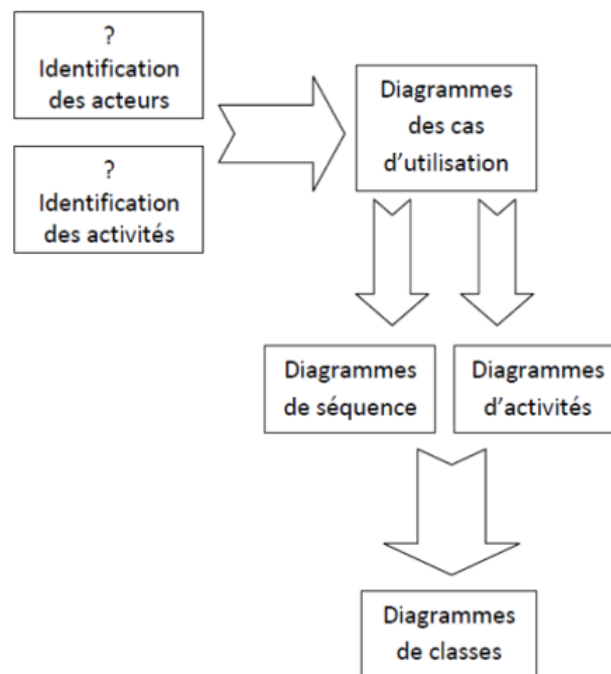 ?
Identification
des acteurs
?
Identification
des activités
Diagrammes
des cas
d’utilisation
Diagrammes
de séquence
Diagrammes
d’activités
Diagrammes
de classes